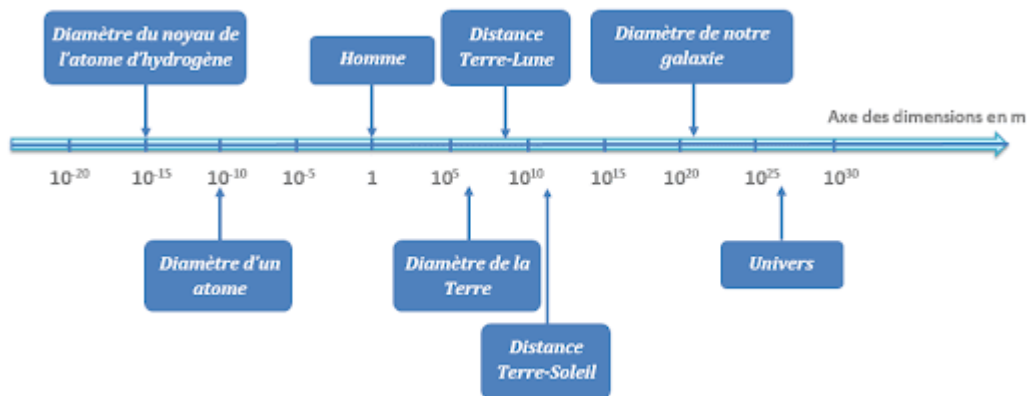 Diamètre du noyau de
l'atome d'hydrogène
Homme
Distance
Terre-Lune
Diamètre de notre
galaxie
Axe des dimensions en m
10⁻²⁰ 10⁻¹⁵ 10⁻¹⁰ 10⁻⁵ 1 10⁵ 10¹⁰ 10¹⁵ 10²⁰ 10²⁵ 10³⁰
Diamètre d'un
atome
Diamètre de la
Terre
Univers
Distance
Terre-Soleil